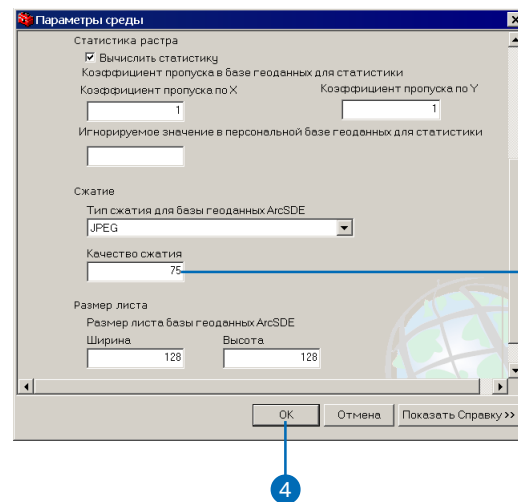 Параметры среды
Статистика растра
Вычислить статистику
Коэффициент пропуска в базе геоданных для статистики
Коэффициент пропуска по X Коэффициент пропуска по Y
1 1
Игнорируемое значение в персональной базе геоданных для статистики
Сжатие
Тип сжатия для базы геоданных ArcSDE
JPEG
Качество сжатия
75
Размер листа
Размер листа базы геоданных ArcSDE
Ширина Высота
128 128
OK Отмена Показать Справку >>
4